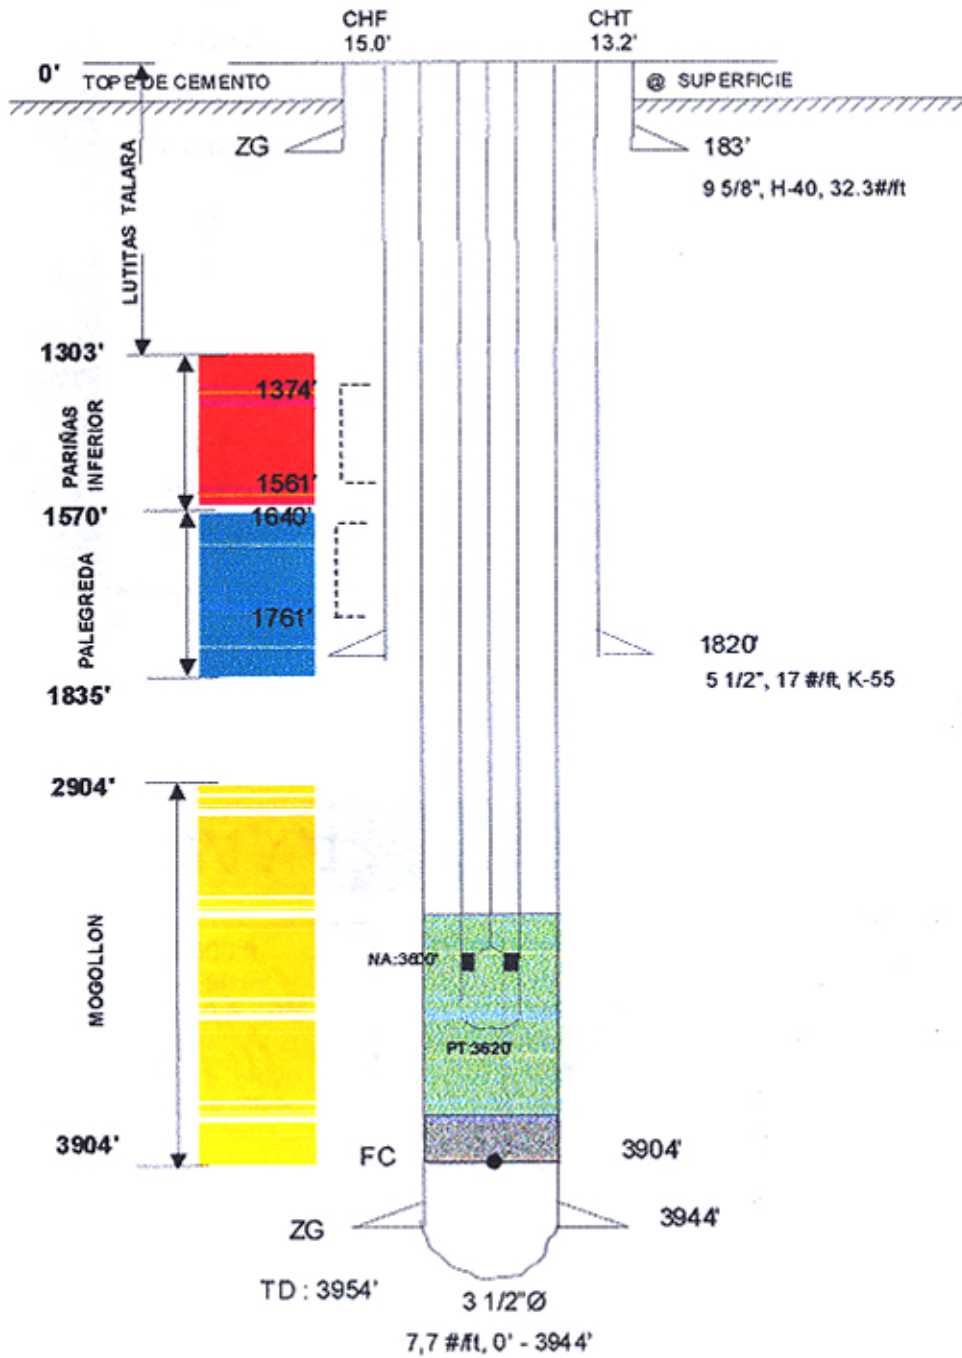 CHF
15.0'
CHT
13.2'
0'
TOPE DE CEMENTO
@ SUPERFICIE
ZG
183'
9 5/8", H-40, 32.3#/ft
LUTITAS TALARA
1303'
1374'
PARIÑAS
INFERIOR
1561'
1570'
1640'
PALEGREDA
1761'
1820'
5 1/2", 17 #/ft, K-55
1835'
2904'
MOGOLLON
NA:3600'
PT:3620'
3904'
FC
3904'
ZG
3944'
TD : 3954'
3 1/2"Ø
7,7 #/ft, 0' - 3944'